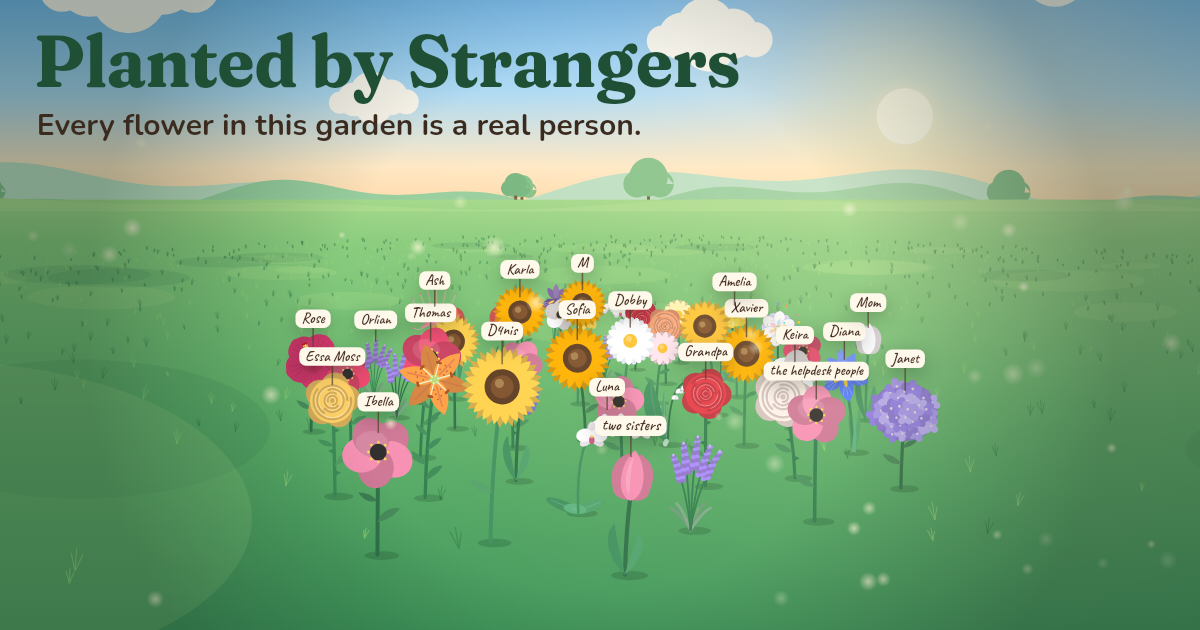 Planted by Strangers
Every flower in this garden is a real person.
M
Karla
Ash
Amelia
Dobby
Mom
Xavier
Sofia
Thomas
Rose
Orlian
D4nis
Diana
Keira
Grandpa
Essa Moss
Janet
the helpdesk people
Luna
Ibella
two sisters